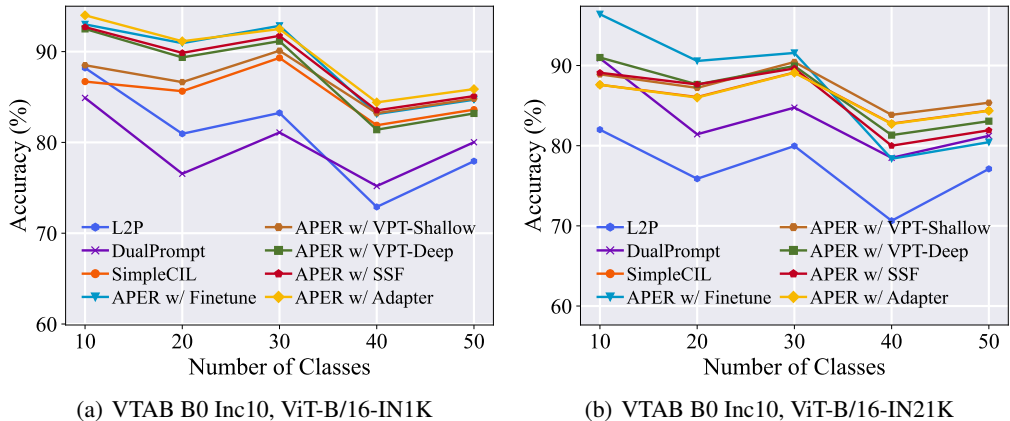 Accuracy (%)
90
80
70
60
10
20
30
40
50
Number of Classes
L2P
DualPrompt
SimpleCIL
APER w/ Finetune
APER w/ VPT-Shallow
APER w/ VPT-Deep
APER w/ SSF
APER w/ Adapter
(a) VTAB B0 Inc10, ViT-B/16-IN1K
Accuracy (%)
90
80
70
60
10
20
30
40
50
Number of Classes
L2P
DualPrompt
SimpleCIL
APER w/ Finetune
APER w/ VPT-Shallow
APER w/ VPT-Deep
APER w/ SSF
APER w/ Adapter
(b) VTAB B0 Inc10, ViT-B/16-IN21K